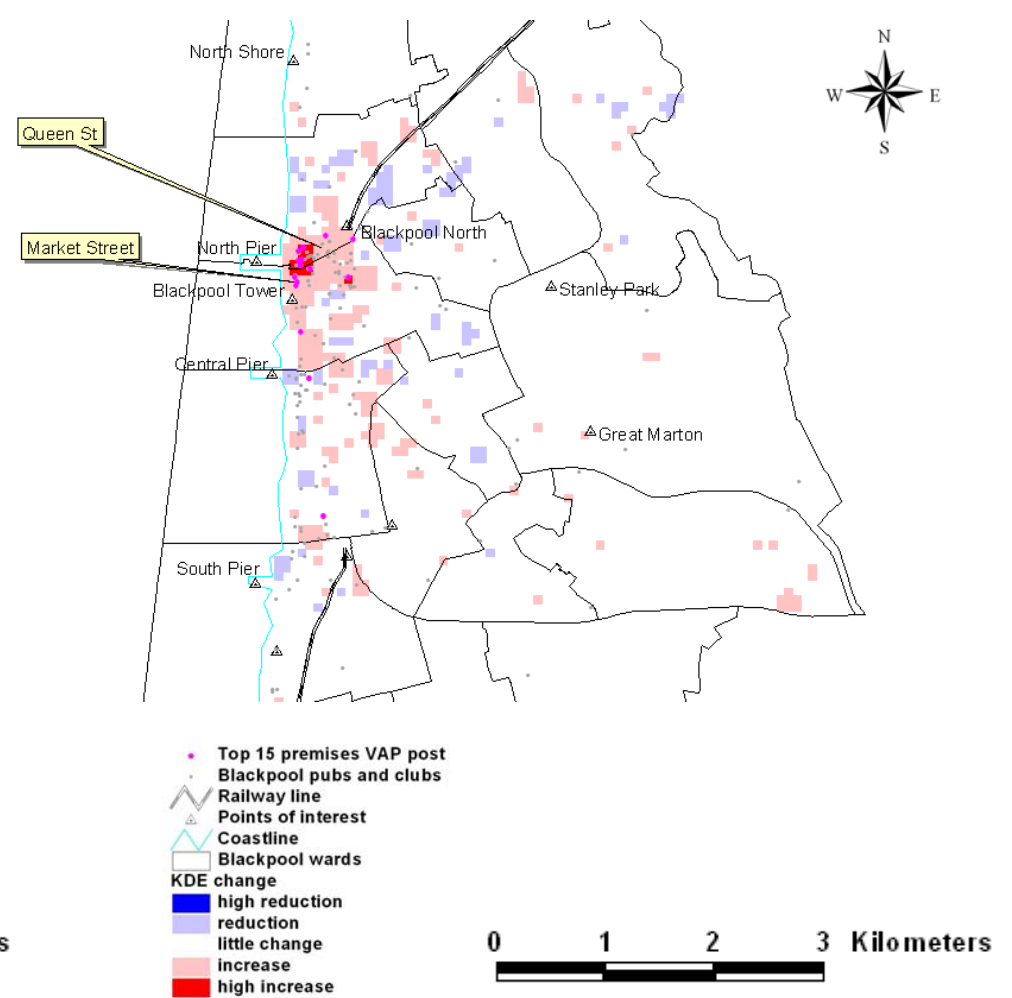 North Shore
N
W
E
S
Queen St
Blackpool North
Market Street
North Pier
Blackpool Tower
Stanley Park
Central Pier
Great Marton
South Pier
Top 15 premises VAP post
Blackpool pubs and clubs
Railway line
Points of interest
Coastline
Blackpool wards
KDE change
high reduction
reduction
little change
increase
high increase
s
0 1 2 3 Kilometers